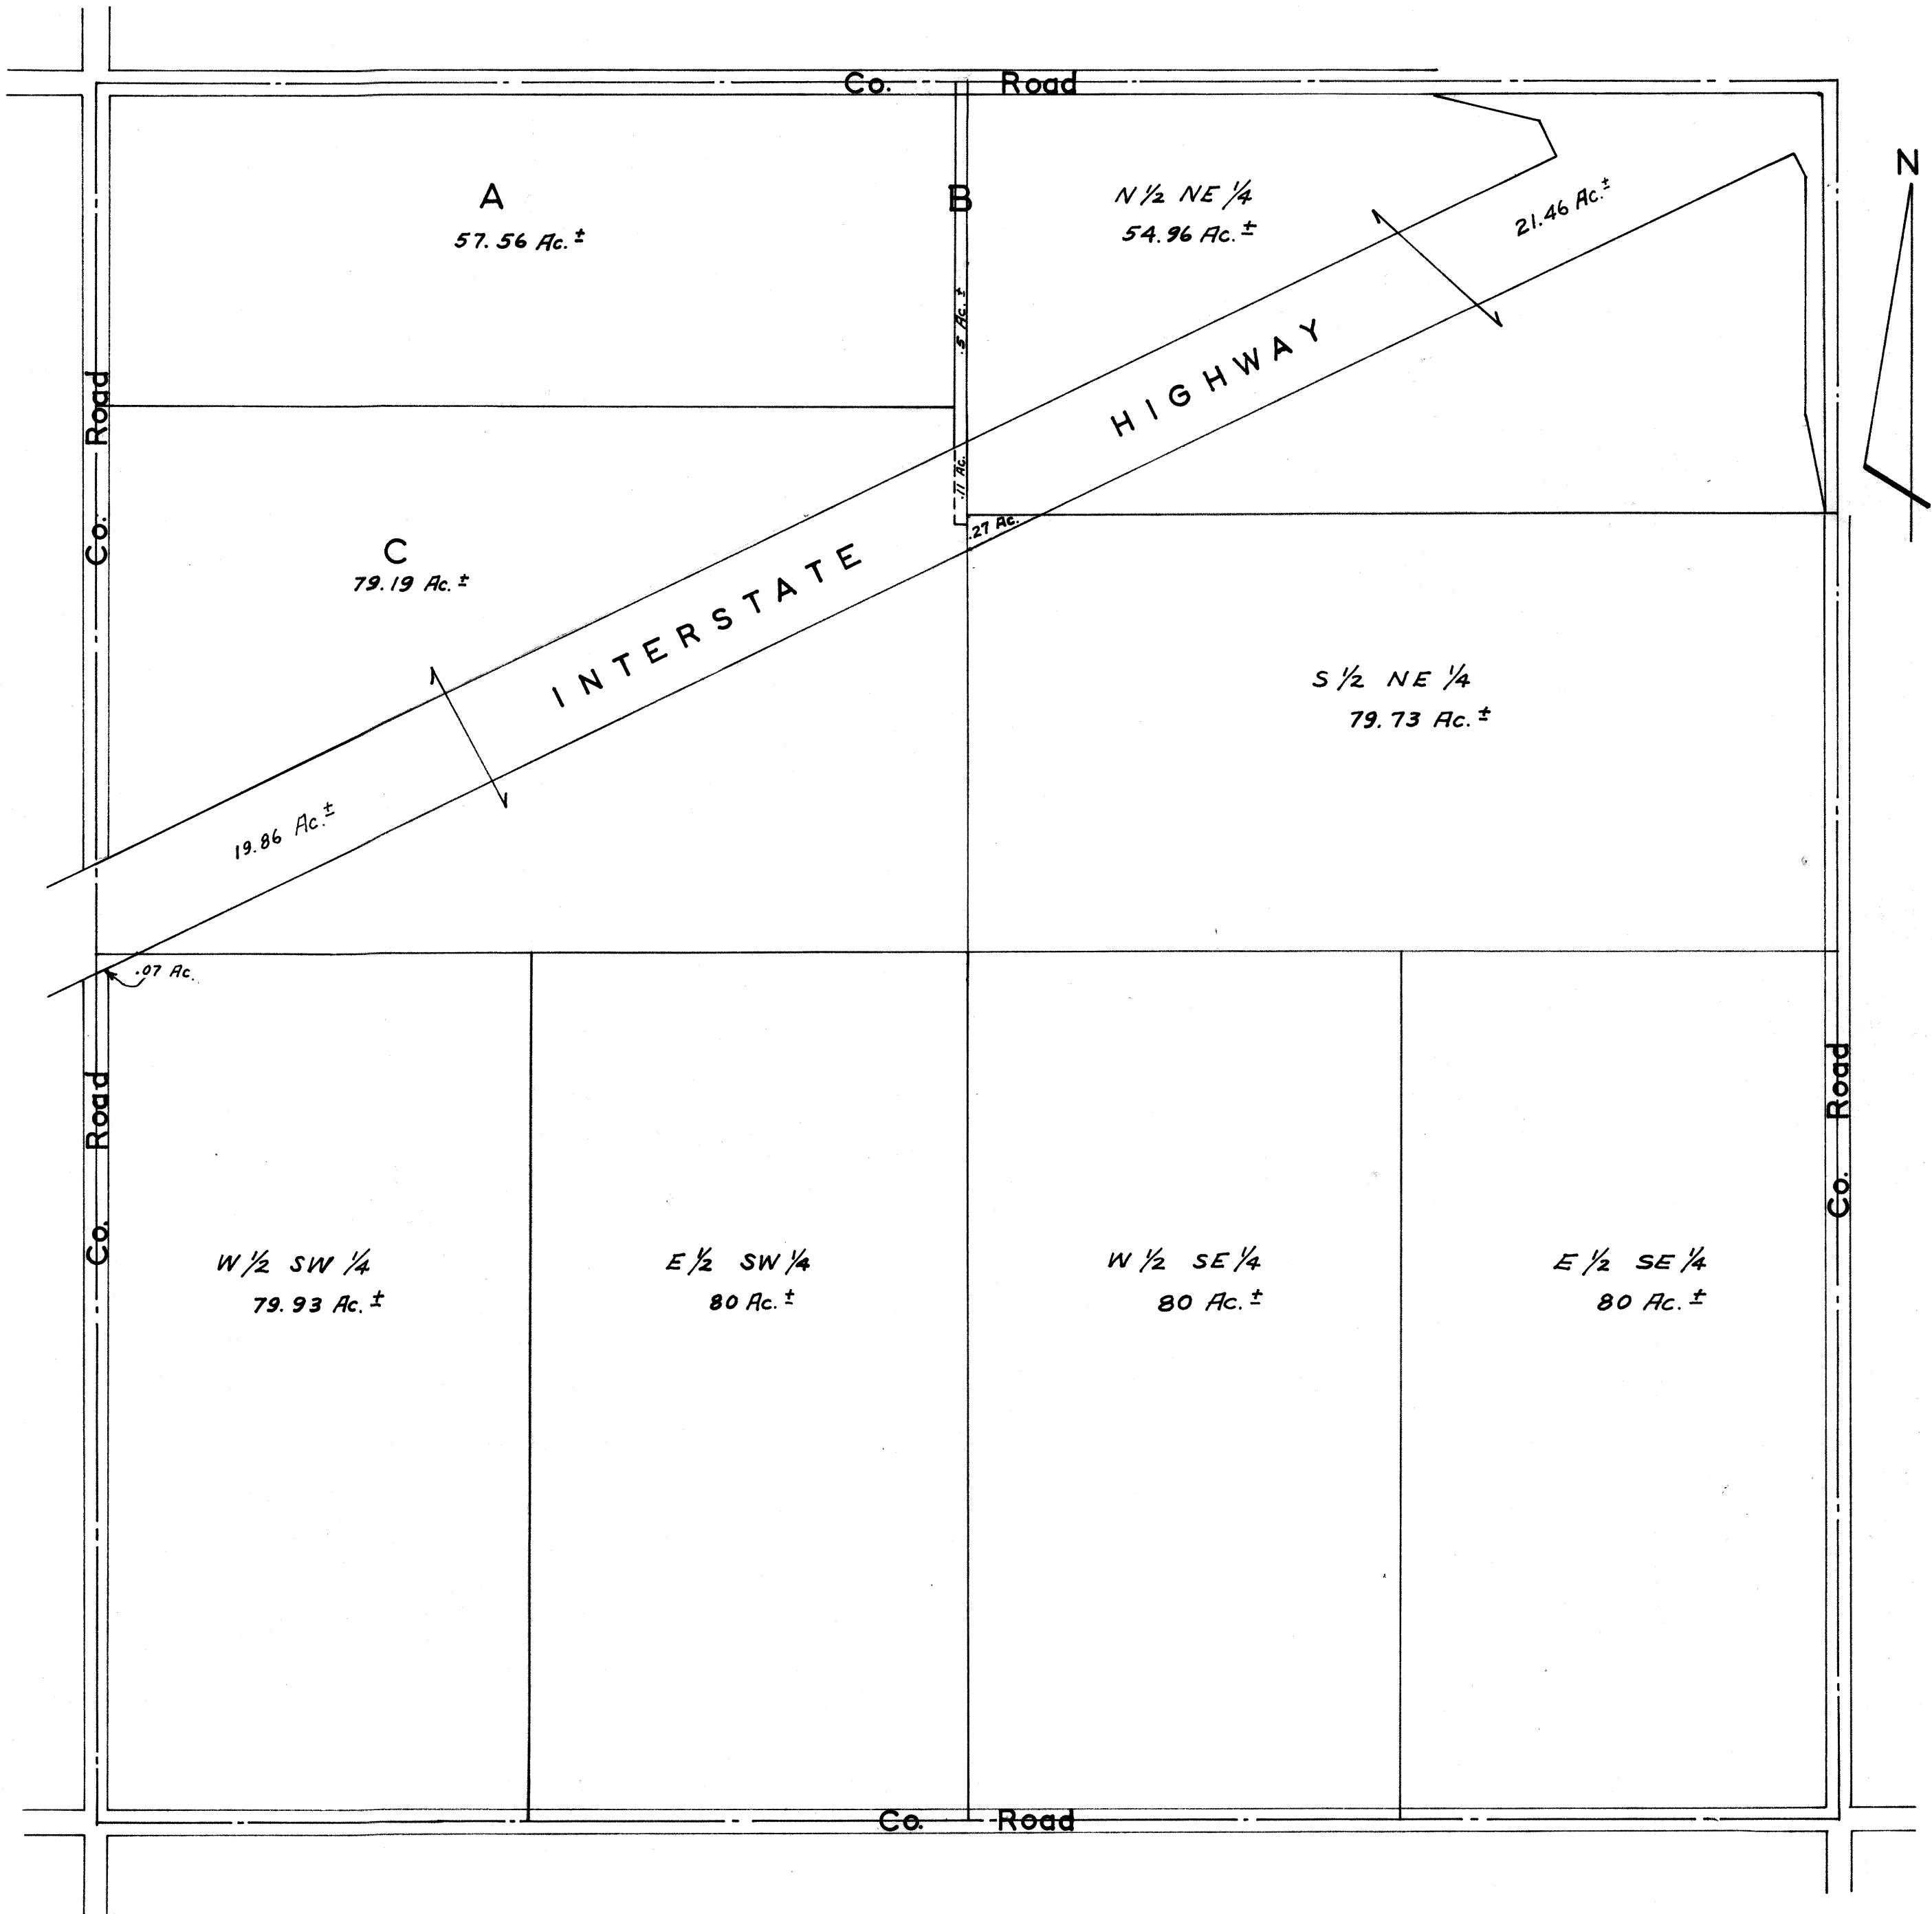 Co. Road
N
A
57.56 Ac.±
B
N ½ NE ¼
54.96 Ac.±
21.46 Ac.±
.5 Ac.±
HIGHWAY
Co. Road
.11 Ac.
.27 Ac.
C
79.19 Ac.±
INTERSTATE
S ½ NE ¼
79.73 Ac.±
19.86 Ac.±
.07 Ac.
Co. Road
Co. Road
W ½ SW ¼
79.93 Ac.±
E ½ SW ¼
80 Ac.±
W ½ SE ¼
80 Ac.±
E ½ SE ¼
80 Ac.±
Co. Road